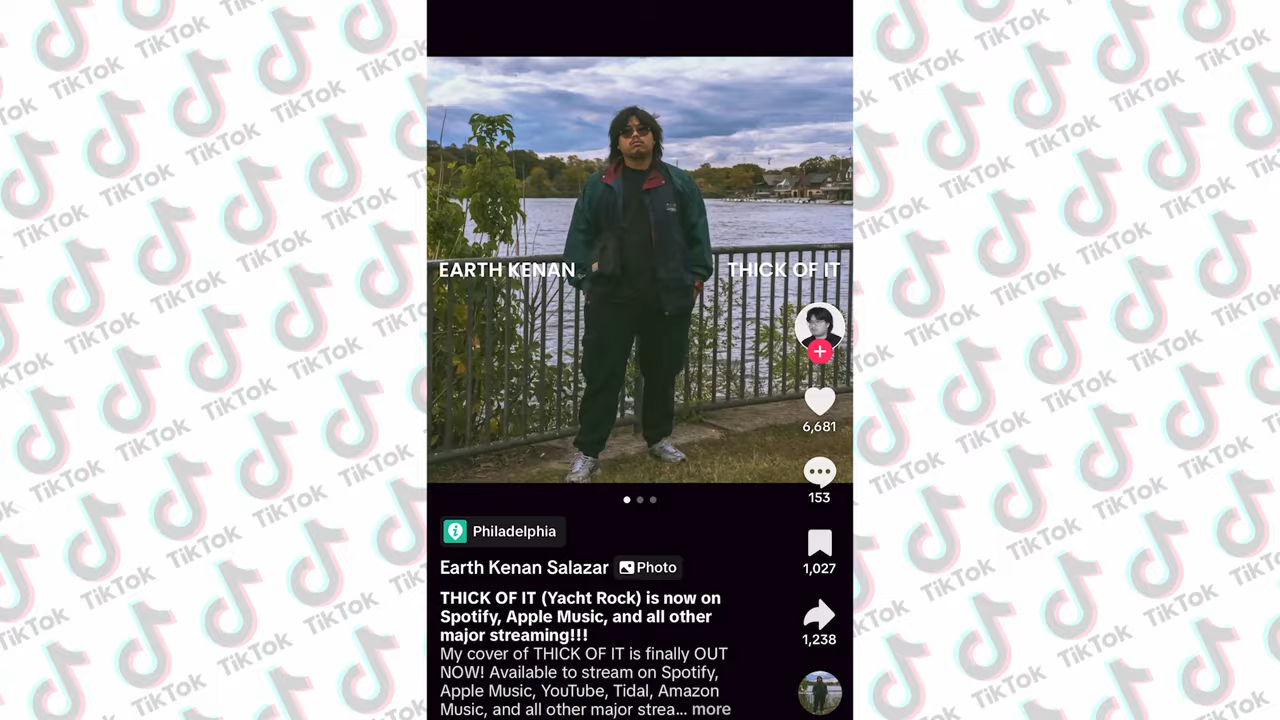 EARTH KENAN THICK OF IT
6,681
153
1,027
1,238
Philadelphia
Earth Kenan Salazar Photo
THICK OF IT (Yacht Rock) is now on
Spotify, Apple Music, and all other
major streaming!!!
My cover of THICK OF IT is finally OUT
NOW! Available to stream on Spotify,
Apple Music, YouTube, Tidal, Amazon
Music, and all other major strea... more
TikTok